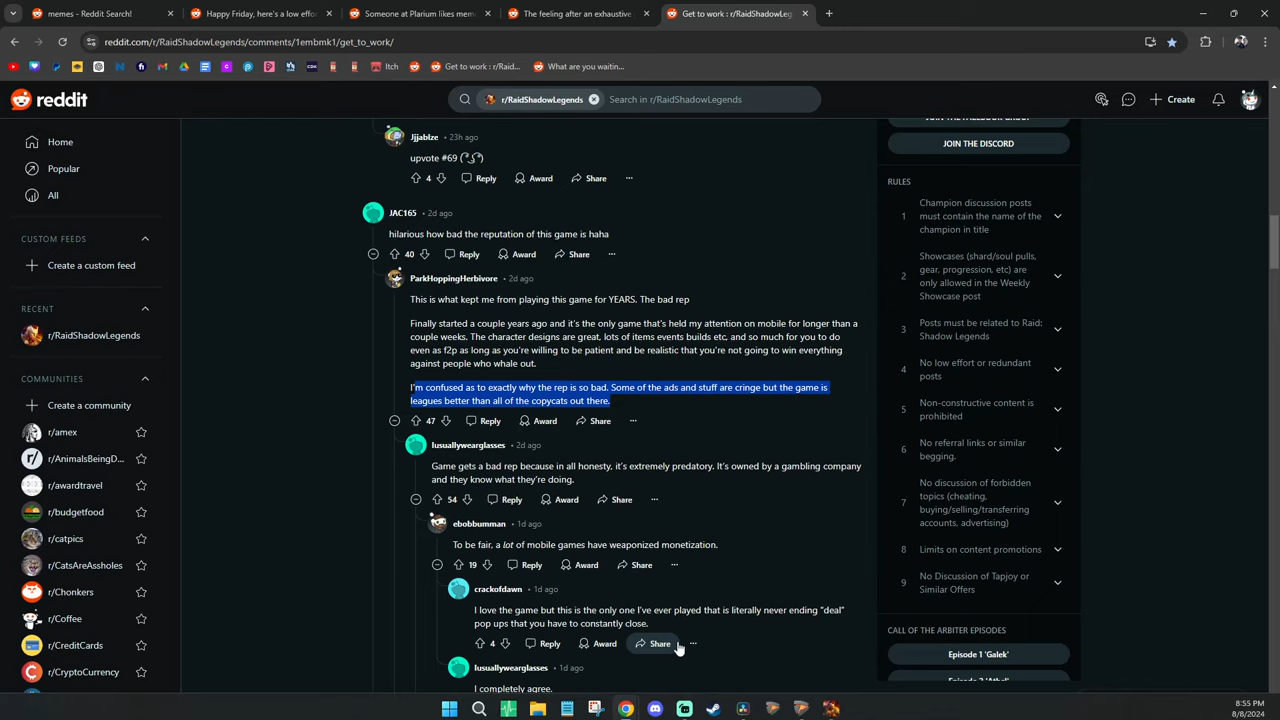 memes - Reddit Search!
Happy Friday, here's a low effo
Someone at Plarium likes mem
The feeling after an exhaustive
Get to work : r/RaidShadowLeg
reddit.com/r/RaidShadowLegends/comments/1embmk1/get_to_work/
Itch
Get to work : r/Raid...
What are you waitin...
reddit
r/RaidShadowLegends
Search in r/RaidShadowLegends
Create
Home
Popular
All
CUSTOM FEEDS
Create a custom feed
RECENT
r/RaidShadowLegends
COMMUNITIES
Create a community
r/amex
r/AnimalsBeingD...
r/awardtravel
r/budgetfood
r/catpics
r/CatsAreAssholes
r/Chonkers
r/Coffee
r/CreditCards
r/CryptoCurrency
Jjjablze • 23h ago
upvote #69 ( ͡° ͜ʖ ͡°)
4 Reply Award Share
JAC165 • 2d ago
hilarious how bad the reputation of this game is haha
40 Reply Award Share
ParkHoppingHerbivore • 2d ago
This is what kept me from playing this game for YEARS. The bad rep
Finally started a couple years ago and it's the only game that's held my attention on mobile for longer than a
couple weeks. The character designs are great, lots of items events builds etc, and so much for you to do
even as f2p as long as you're willing to be patient and be realistic that you're not going to win everything
against people who whale out.
I'm confused as to exactly why the rep is so bad. Some of the ads and stuff are cringe but the game is
leagues better than all of the copycats out there.
47 Reply Award Share
lusuallywearglasses • 2d ago
Game gets a bad rep because in all honesty, it's extremely predatory. It's owned by a gambling company
and they know what they're doing.
54 Reply Award Share
ebobbumman • 1d ago
To be fair, a lot of mobile games have weaponized monetization.
19 Reply Award Share
crackofdawn • 1d ago
I love the game but this is the only one I've ever played that is literally never ending "deal"
pop ups that you have to constantly close.
4 Reply Award Share
lusuallywearglasses • 1d ago
I completely agree.
JOIN THE FACEBOOK GROUP
JOIN THE DISCORD
RULES
1 Champion discussion posts
must contain the name of the
champion in title
2 Showcases (shard/soul pulls,
gear, progression, etc) are
only allowed in the Weekly
Showcase post
3 Posts must be related to Raid:
Shadow Legends
4 No low effort or redundant
posts
5 Non-constructive content is
prohibited
6 No referral links or similar
begging.
7 No discussion of forbidden
topics (cheating,
buying/selling/transferring
accounts, advertising)
8 Limits on content promotions
9 No Discussion of Tapjoy or
Similar Offers
CALL OF THE ARBITER EPISODES
Episode 1 'Galek'
Episode 2 'Athel'
8:55 PM
8/8/2024